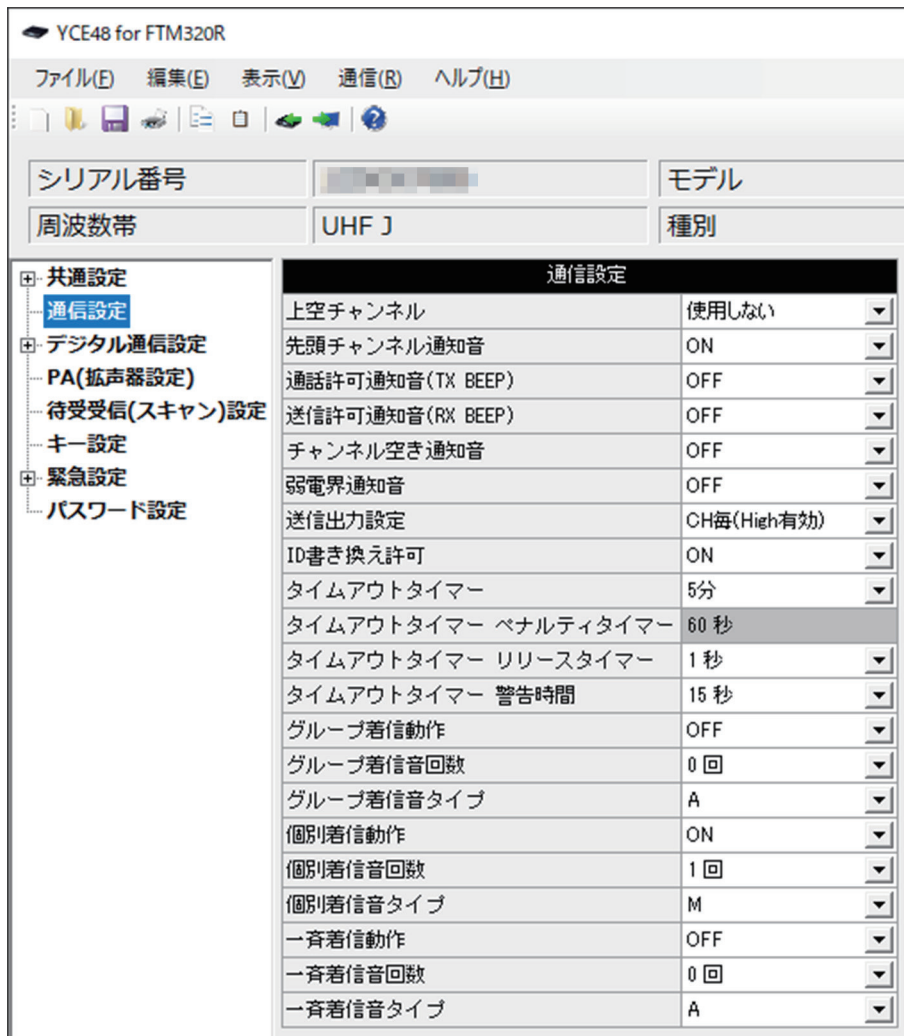 YCE48 for FTM320R
ファイル(F) 編集(E) 表示(V) 通信(R) ヘルプ(H)
シリアル番号 モデル
周波数帯 UHF J 種別
共通設定
通信設定
デジタル通信設定
PA(拡声器設定)
待受受信(スキャン)設定
キー設定
緊急設定
パスワード設定
通信設定
上空チャンネル 使用しない
先頭チャンネル通知音 ON
通話許可通知音(TX BEEP) OFF
送信許可通知音(RX BEEP) OFF
チャンネル空き通知音 OFF
弱電界通知音 OFF
送信出力設定 CH毎(High有効)
ID書き換え許可 ON
タイムアウトタイマー 5分
タイムアウトタイマー ペナルティタイマー 60 秒
タイムアウトタイマー リリースタイマー 1 秒
タイムアウトタイマー 警告時間 15 秒
グループ着信動作 OFF
グループ着信音回数 0 回
グループ着信音タイプ A
個別着信動作 ON
個別着信音回数 1 回
個別着信音タイプ M
一斉着信動作 OFF
一斉着信音回数 0 回
一斉着信音タイプ A